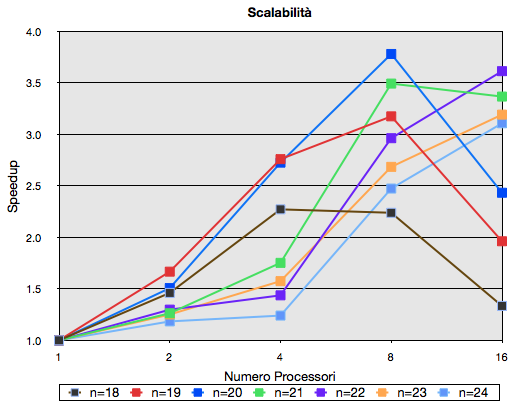 Scalabilità
4.0
3.5
3.0
2.5
2.0
1.5
1.0
Speedup
1 2 4 8 16
Numero Processori
n=18 n=19 n=20 n=21 n=22 n=23 n=24